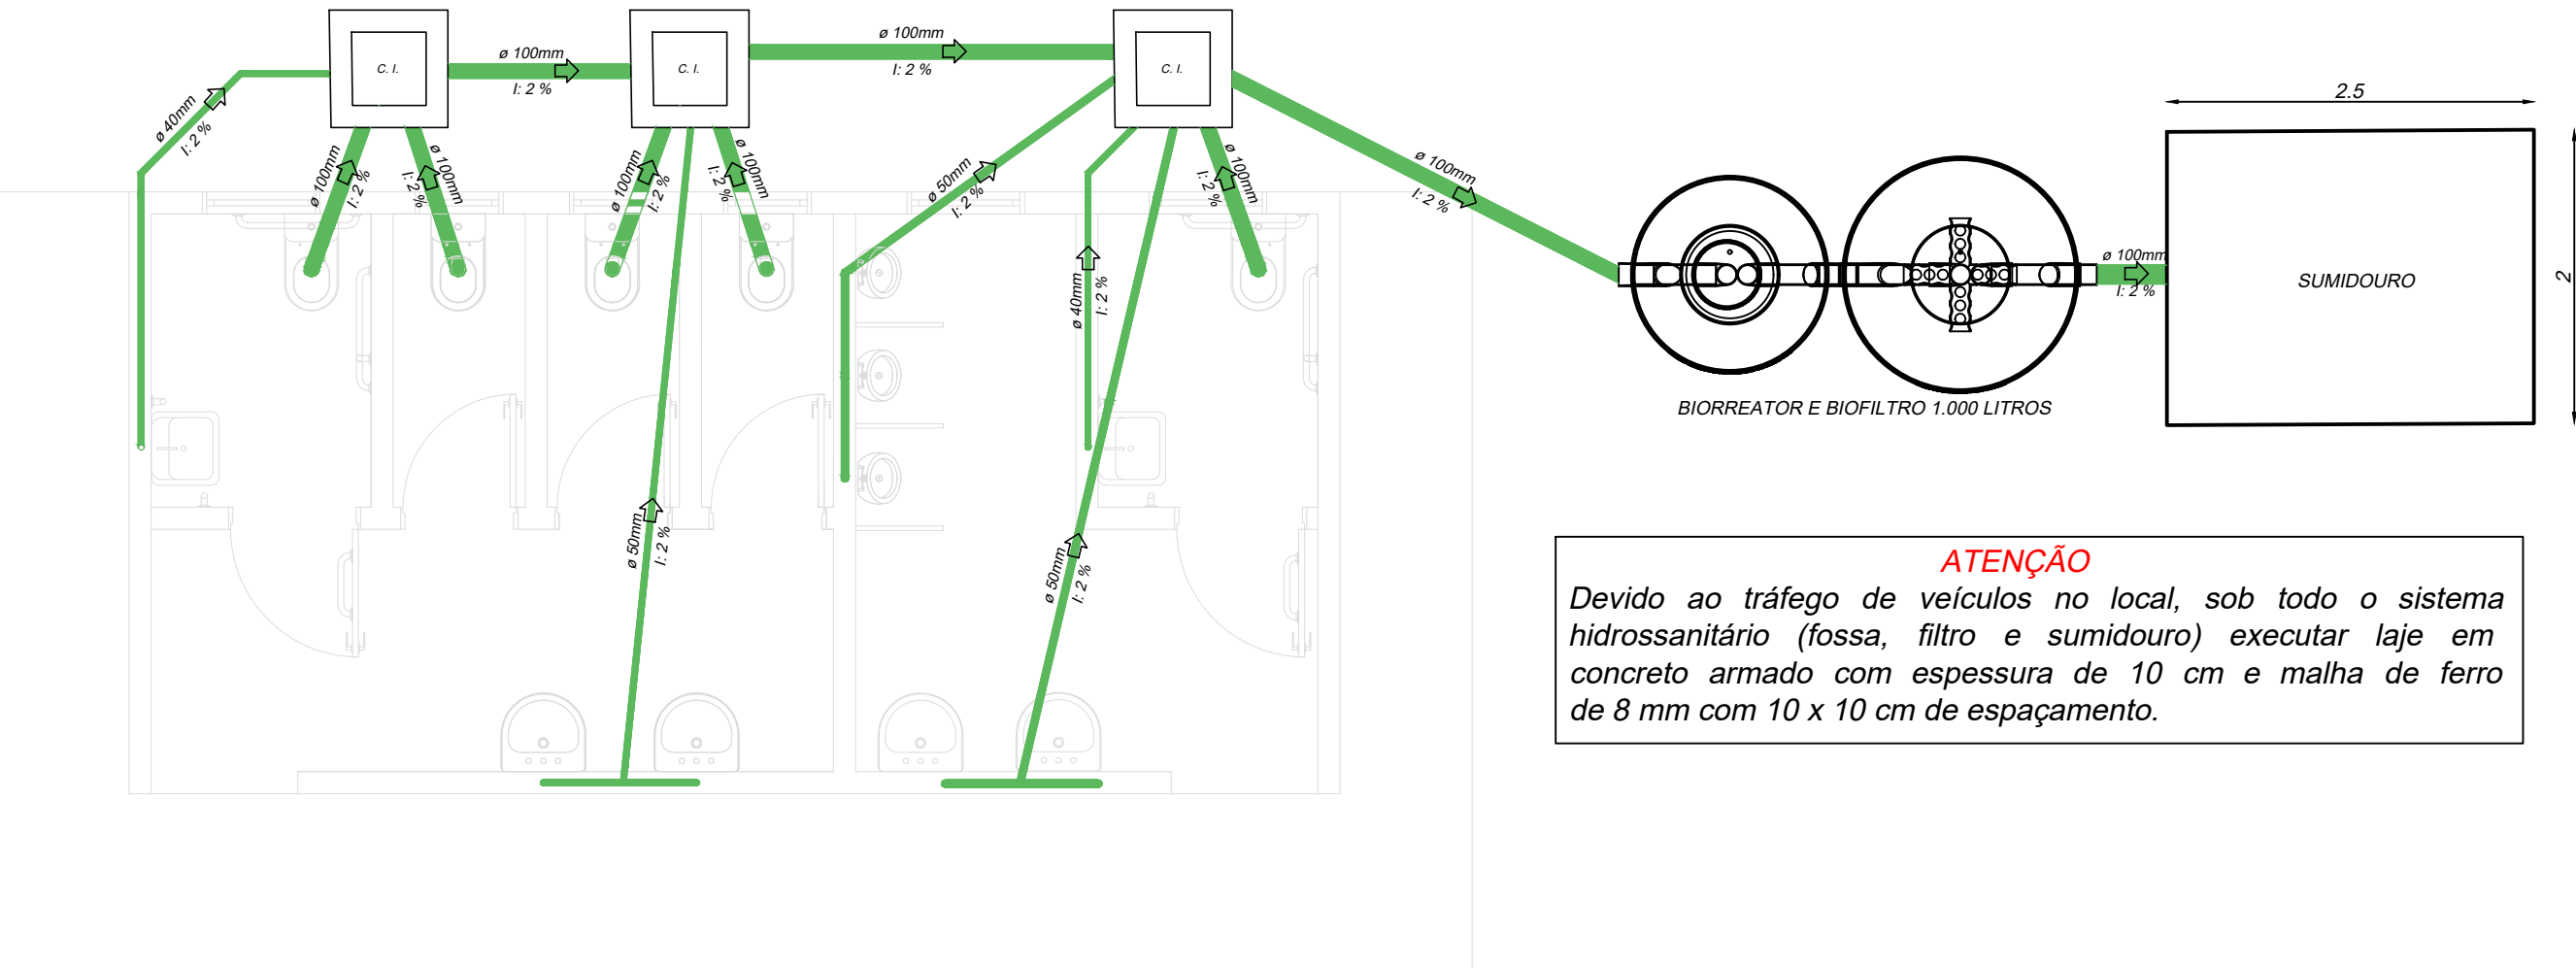 C. I.
ø 100mm
I: 2 %
C. I.
ø 100mm
I: 2 %
C. I.
ø 40mm
I: 2 %
ø 100mm
I: 2 %
ø 100mm
I: 2 %
ø 100mm
I: 2 %
ø 100mm
I: 2 %
ø 50mm
I: 2 %
ø 100mm
I: 2 %
ø 100mm
I: 2 %
2.5
ø 40mm
I: 2 %
ø 100mm
I: 2 %
SUMIDOURO
2
BIORREATOR E BIOFILTRO 1.000 LITROS
ø 50mm
I: 2 %
ø 50mm
I: 2 %
ATENÇÃO
Devido ao tráfego de veículos no local, sob todo o sistema
hidrossanitário (fossa, filtro e sumidouro) executar laje em
concreto armado com espessura de 10 cm e malha de ferro
de 8 mm com 10 x 10 cm de espaçamento.